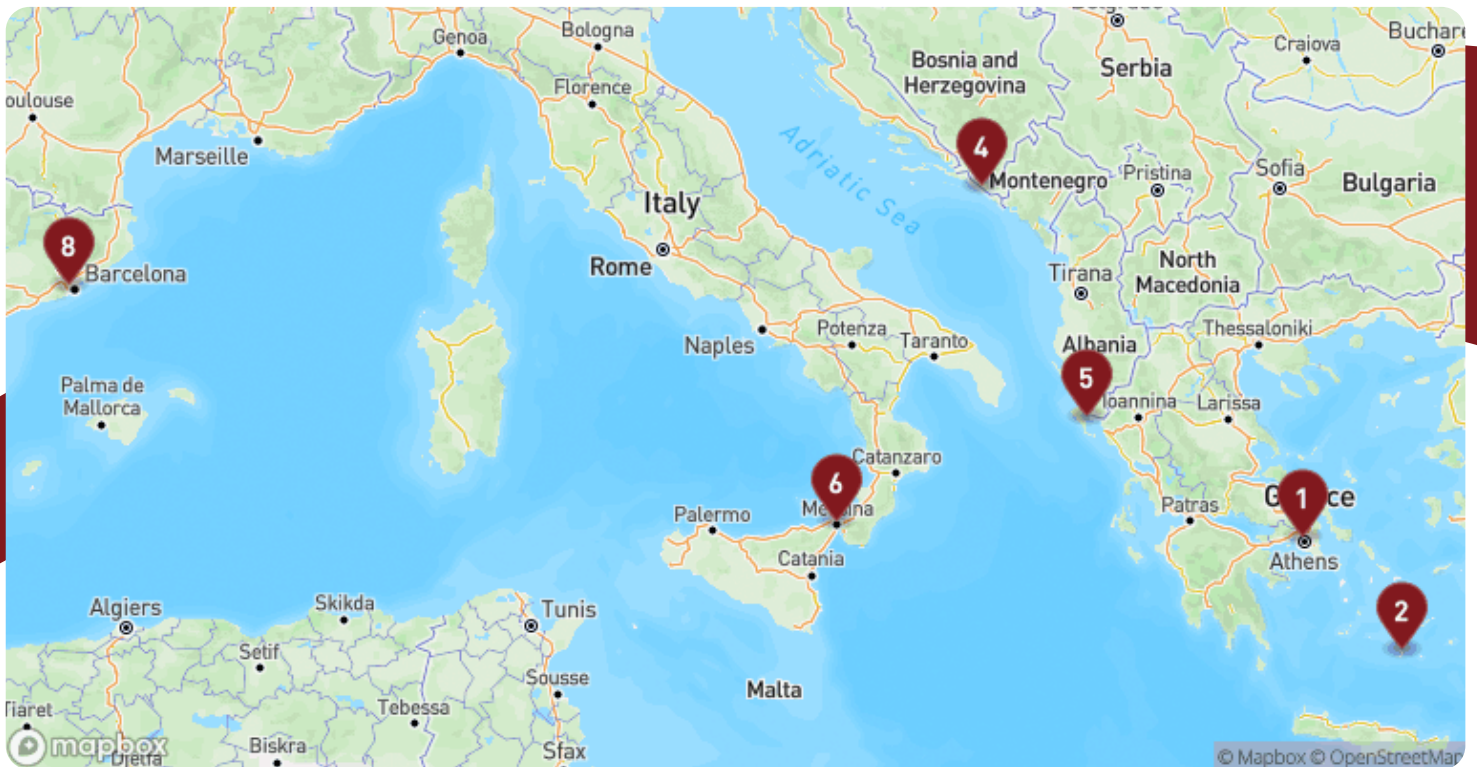 Belgrade
Genoa
Bologna
Craiova
Buchare
Bosnia and
Herzegovina
Serbia
Florence
oulouse
Marseille
Adriatic Sea
4
Montenegro
Pristina
Sofia
Bulgaria
Italy
8
Barcelona
Rome
Tirana
North
Macedonia
Naples
Potenza
Taranto
Thessaloniki
Albania
Palma de
Mallorca
5
Ioannina
Larissa
Catanzaro
6
Palermo
Patras
1
Athens
Catania
2
Algiers
Skikda
Tunis
Setif
Sousse
Malta
Tiaret
Tebessa
mapbox
Djelfa
Biskra
Sfax
© Mapbox © OpenStreetMap